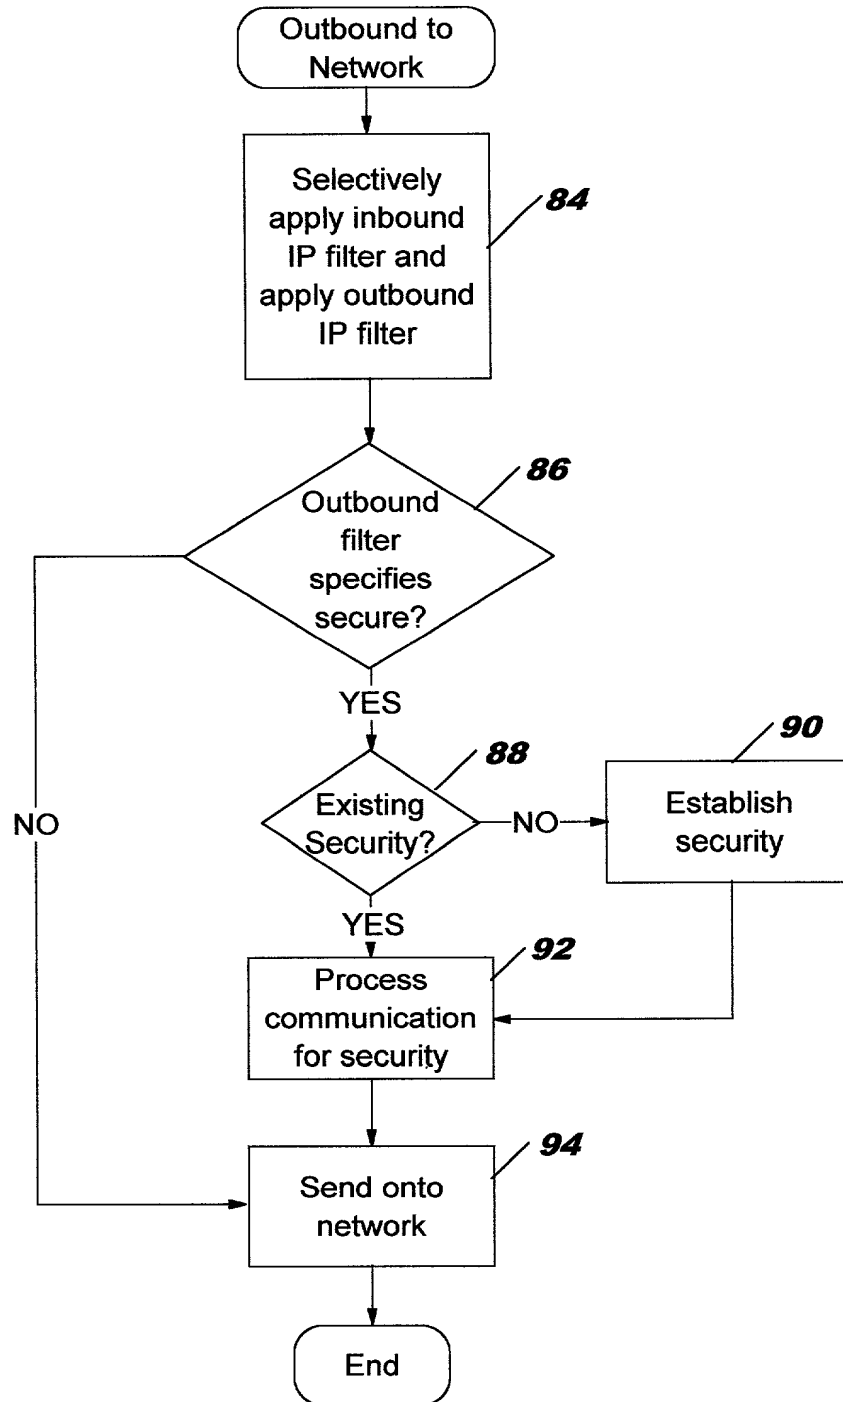 Outbound to
Network
Selectively
apply inbound
IP filter and
apply outbound
IP filter
84
Outbound
filter
specifies
secure?
86
NO
YES
Existing
Security?
88
NO
Establish
security
90
YES
Process
communication
for security
92
Send onto
network
94
End